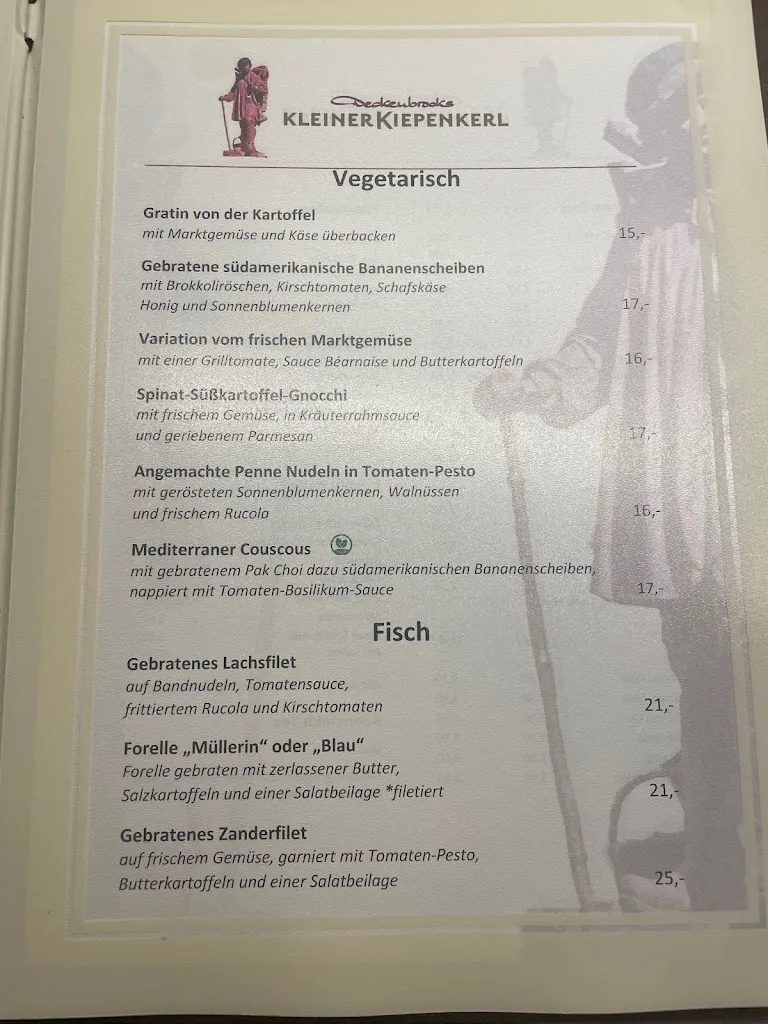 Deckenbrocks
KLEINER KIEPENKERL
Vegetarisch
Gratin von der Kartoffel
mit Marktgemüse und Käse überbacken 15,-
Gebratene südamerikanische Bananenscheiben
mit Brokkoliröschen, Kirschtomaten, Schafskäse
Honig und Sonnenblumenkernen 17,-
Variation vom frischen Marktgemüse
mit einer Grilltomate, Sauce Béarnaise und Butterkartoffeln 16,-
Spinat-Süßkartoffel-Gnocchi
mit frischem Gemüse, in Kräuterrahmsauce
und geriebenem Parmesan 17,-
Angemachte Penne Nudeln in Tomaten-Pesto
mit gerösteten Sonnenblumenkernen, Walnüssen
und frischem Rucola 16,-
Mediterraner Couscous
mit gebratenem Pak Choi dazu südamerikanischen Bananenscheiben,
nappiert mit Tomaten-Basilikum-Sauce 17,-
Fisch
Gebratenes Lachsfilet
auf Bandnudeln, Tomatensauce,
frittiertem Rucola und Kirschtomaten 21,-
Forelle „Müllerin“ oder „Blau“
Forelle gebraten mit zerlassener Butter,
Salzkartoffeln und einer Salatbeilage *filetiert 21,-
Gebratenes Zanderfilet
auf frischem Gemüse, garniert mit Tomaten-Pesto,
Butterkartoffeln und einer Salatbeilage 25,-